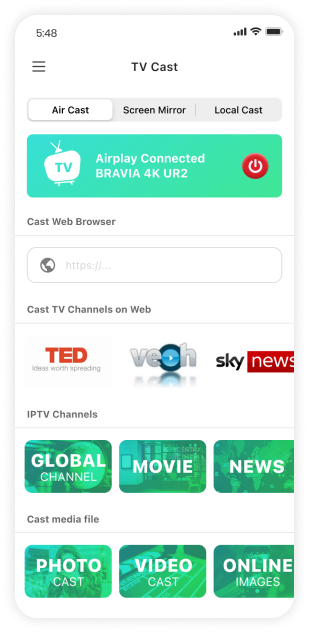 5:48
TV Cast
Air Cast
Screen Mirror
Local Cast
TV
Airplay Connected
BRAVIA 4K UR2
Cast Web Browser
https://...
Cast TV Channels on Web
TED
Ideas worth spreading
veoh
sky news
IPTV Channels
GLOBAL
CHANNEL
MOVIE
NEWS
Cast media file
PHOTO
CAST
VIDEO
CAST
ONLINE
IMAGES